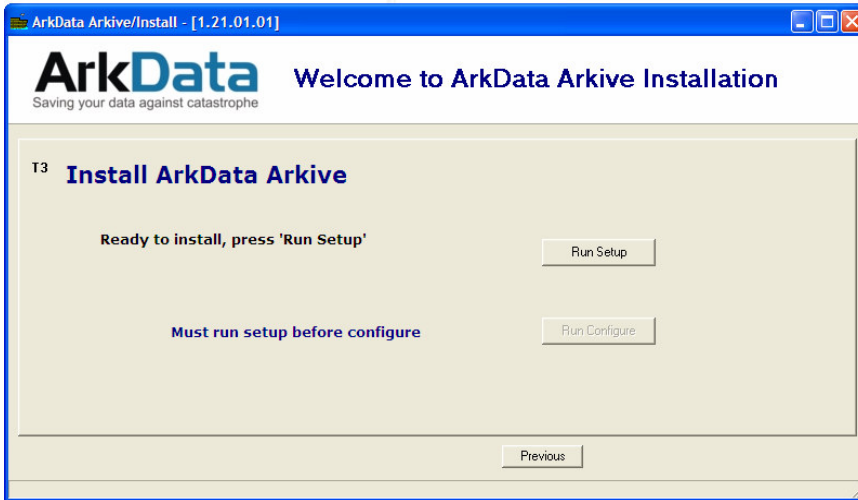 ArkData Arkive/Install - [1.21.01.01]
ArkData
Saving your data against catastrophe
Welcome to ArkData Arkive Installation
T3 Install ArkData Arkive
Ready to install, press 'Run Setup'
Run Setup
Must run setup before configure
Run Configure
Previous